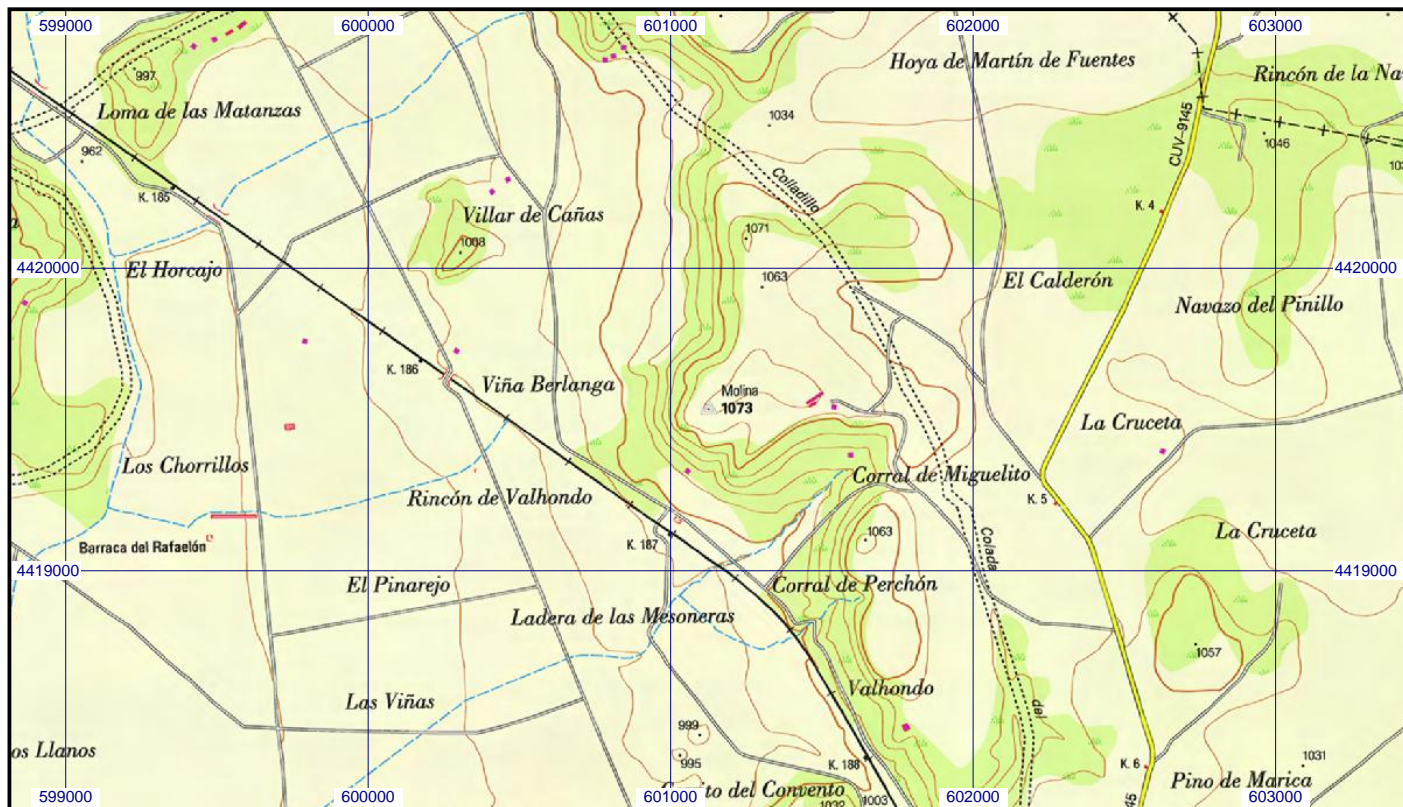 599000
600000
601000
602000
603000
997
Hoya de Martín de Fuentes
Rincón de la Na
Loma de las Matanzas
1034
CUV-9145
962
1046
K. 185
Colladillo
K. 4
Villar de Cañas
1008
1071
4420000
El Horcajo
1063
El Calderón
4420000
Navazo del Pinillo
K. 186
Viña Berlanga
Molina
1073
La Cruceta
Los Chorrillos
Rincón de Valhondo
Corral de Miguelito
K. 5
Barraca del Rafaelón
K. 187
1063
Colada
La Cruceta
4419000
El Pinarejo
Corral de Perchón
4419000
Ladera de las Mesoneras
1057
Las Viñas
Valhondo
del
999
os Llanos
995
K. 188
K. 6
1031
Pino de Marica
to del Convento
1003
45
599000
600000
601000
602000
603000